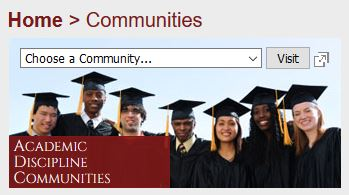 Home > Communities
Choose a Community... Visit
Academic
Discipline
Communities